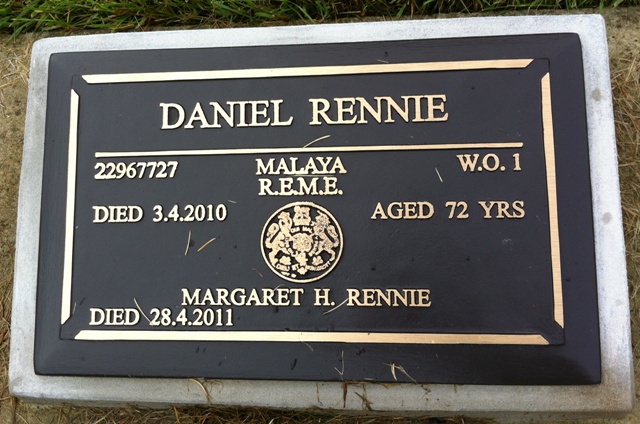 DANIEL RENNIE
22967727 MALAYA W.O. 1
R.E.M.E.
DIED 3.4.2010 AGED 72 YRS
MARGARET H. RENNIE
DIED 28.4.2011